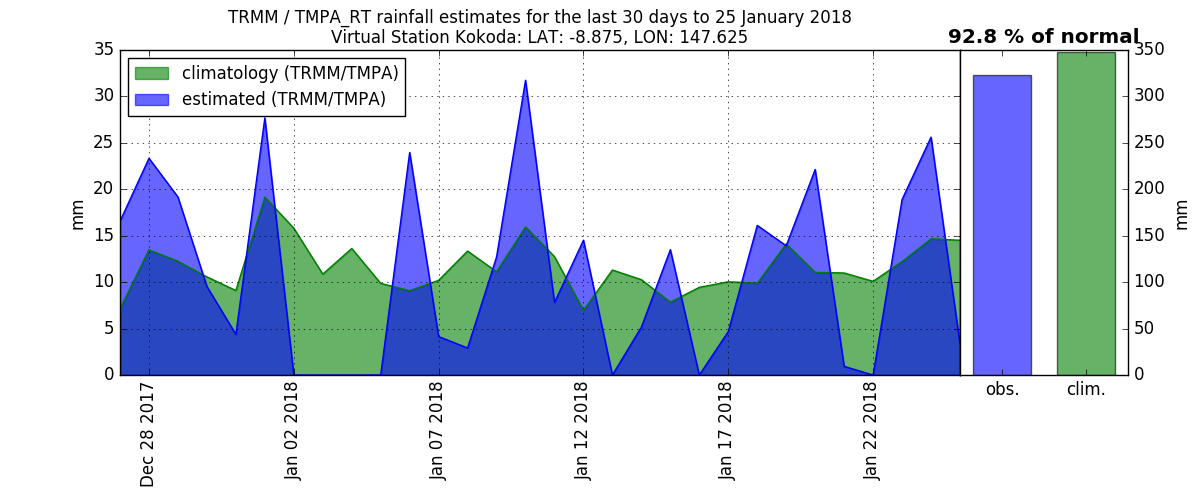 TRMM / TMPA_RT rainfall estimates for the last 30 days to 25 January 2018
Virtual Station Kokoda: LAT: -8.875, LON: 147.625
92.8 % of normal
climatology (TRMM/TMPA)
estimated (TRMM/TMPA)
35
30
25
20
15
10
5
0
mm
Dec 28 2017
Jan 02 2018
Jan 07 2018
Jan 12 2018
Jan 17 2018
Jan 22 2018
obs.
clim.
350
300
250
200
150
100
50
0
mm